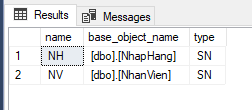 Results Messages
name base_object_name type
1 NH [dbo].[NhapHang] SN
2 NV [dbo].[NhanVien] SN